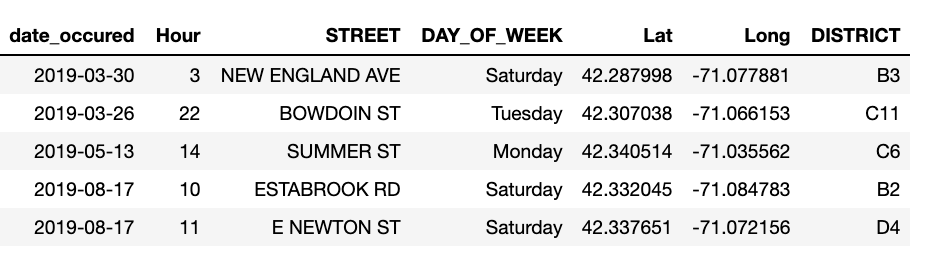 date_occured Hour STREET DAY_OF_WEEK Lat Long DISTRICT
2019-03-30 3 NEW ENGLAND AVE Saturday 42.287998 -71.077881 B3
2019-03-26 22 BOWDOIN ST Tuesday 42.307038 -71.066153 C11
2019-05-13 14 SUMMER ST Monday 42.340514 -71.035562 C6
2019-08-17 10 ESTABROOK RD Saturday 42.332045 -71.084783 B2
2019-08-17 11 E NEWTON ST Saturday 42.337651 -71.072156 D4